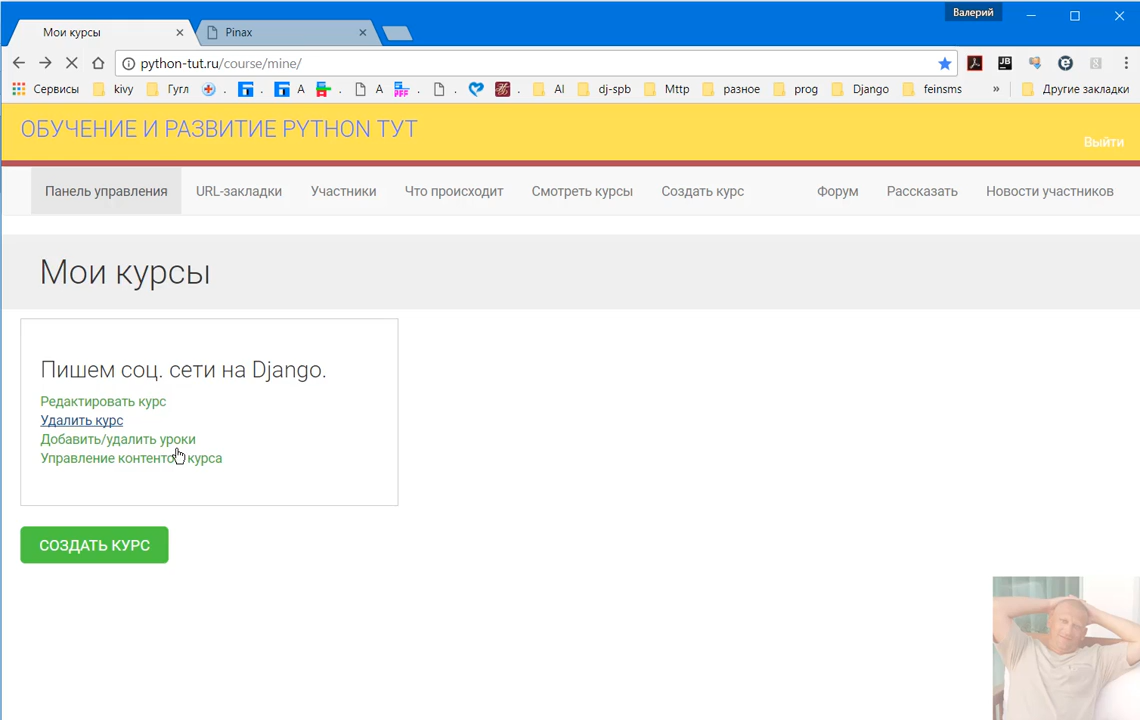 Валерий
Мои курсы
Pinax
python-tut.ru/course/mine/
Сервисы kivy Гугл . . A . A . . AI dj-spb Mttp разное prog Django feinsms » Другие закладки
ОБУЧЕНИЕ И РАЗВИТИЕ PYTHON ТУТ
Выйти
Панель управления URL-закладки Участники Что происходит Смотреть курсы Создать курс Форум Рассказать Новости участников
Мои курсы
Пишем соц. сети на Django.
Редактировать курс
Удалить курс
Добавить/удалить уроки
Управление контентом курса
СОЗДАТЬ КУРС